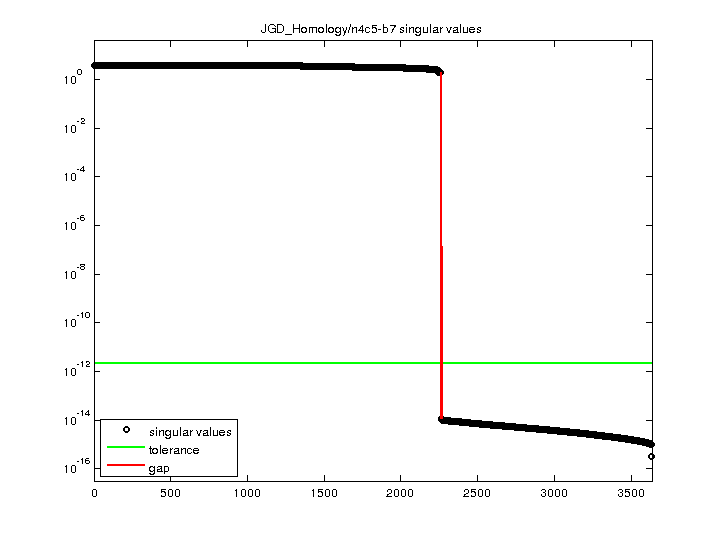 JGD_Homology/n4c5-b7 singular values
10^0
10^-2
10^-4
10^-6
10^-8
10^-10
10^-12
10^-14
10^-16
singular values
tolerance
gap
0 500 1000 1500 2000 2500 3000 3500